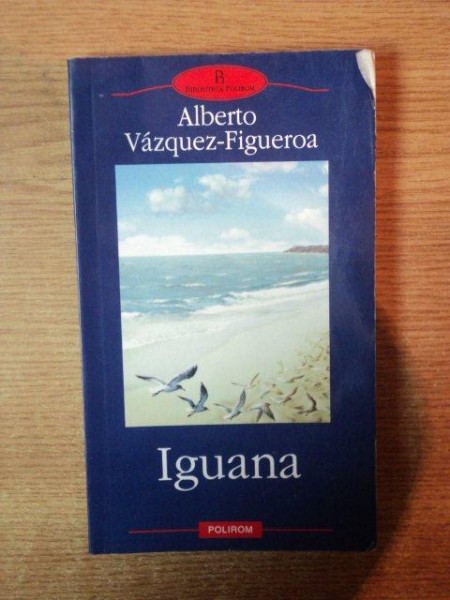 B
BIBLIOTECA POLIROM
Alberto
Vázquez-Figueroa
Iguana
POLIROM